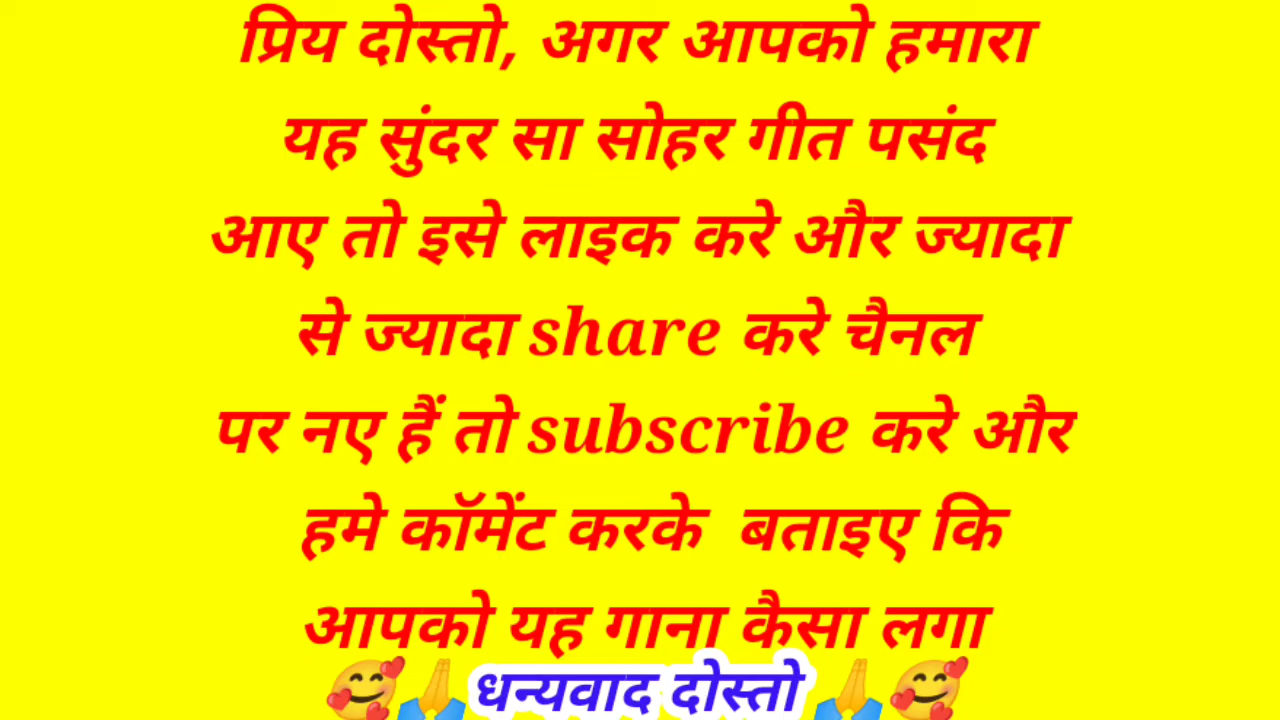 प्रिय दोस्तो, अगर आपको हमारा
यह सुंदर सा सोहर गीत पसंद
आए तो इसे लाइक करे और ज्यादा
से ज्यादा share करे चैनल
पर नए हैं तो subscribe करे और
हमे कॉमेंट करके बताइए कि
आपको यह गाना कैसा लगा
🥰🙏धन्यवाद दोस्तो🙏🥰